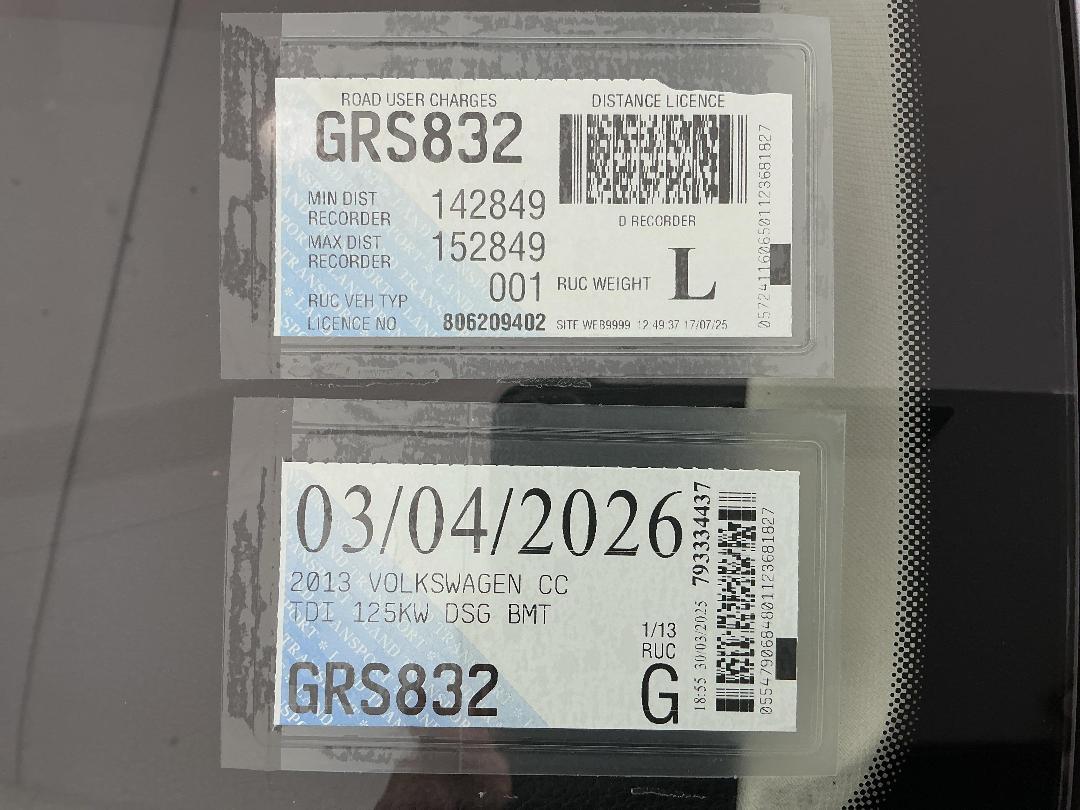 ROAD USER CHARGES
DISTANCE LICENCE
GRS832
MIN DIST RECORDER 142849
D RECORDER
MAX DIST RECORDER 152849
001 RUC WEIGHT L
RUC VEH TYP
LICENCE NO 806209402 SITE WEB9999 12:49:37 17/07/25
0572411606501123681827
03/04/2026
2013 VOLKSWAGEN CC
TDI 125KW DSG BMT
1/13
RUC
GRS832 G
18:55 30/03/2025 793334437
0554790684801123681827